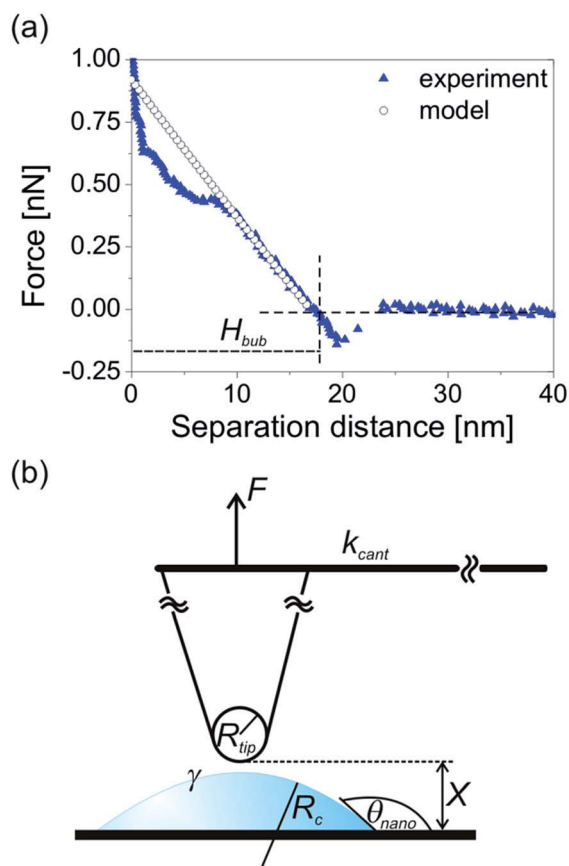 (a)
1.00
0.75
0.50
0.25
0.00
-0.25
Force [nN]
experiment
model
H_bub
0 10 20 30 40
Separation distance [nm]
(b)
F
k_cant
R_tip
γ
R_c
θ_nano
X